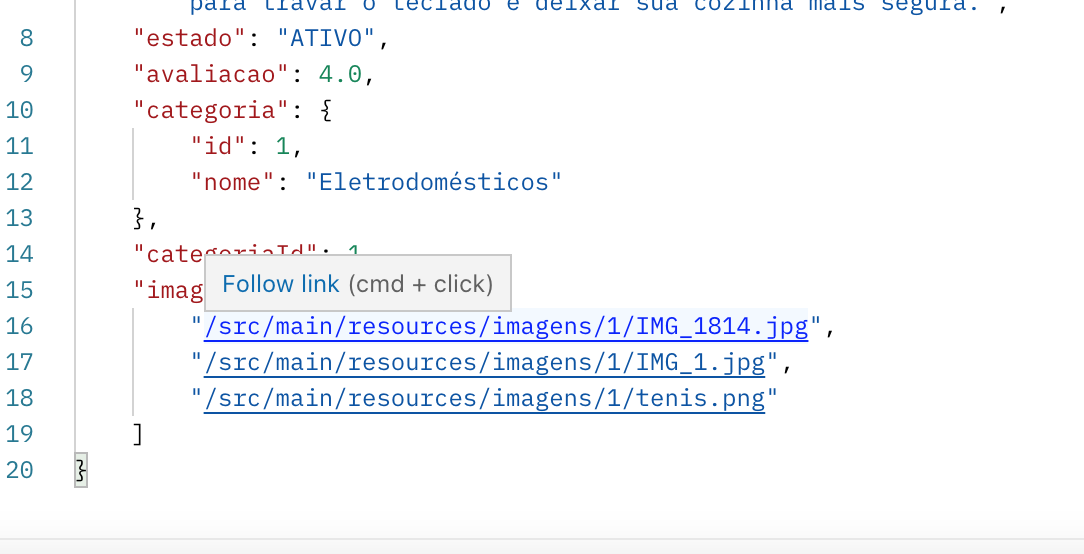 para travar o teclado e deixar sua cozinha mais segura.",
8 "estado": "ATIVO",
9 "avaliacao": 4.0,
10 "categoria": {
11 "id": 1,
12 "nome": "Eletrodomésticos"
13 },
14 "categoriaId": 1
15 "imag
Follow link (cmd + click)
16 "/src/main/resources/imagens/1/IMG_1814.jpg",
17 "/src/main/resources/imagens/1/IMG_1.jpg",
18 "/src/main/resources/imagens/1/tenis.png"
19 ]
20 }